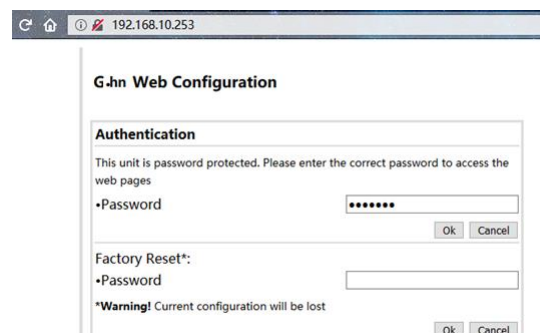 192.168.10.253
G.hn Web Configuration
Authentication
This unit is password protected. Please enter the correct password to access the
web pages
•Password •••••••
Ok Cancel
Factory Reset*:
•Password
*Warning! Current configuration will be lost
Ok Cancel